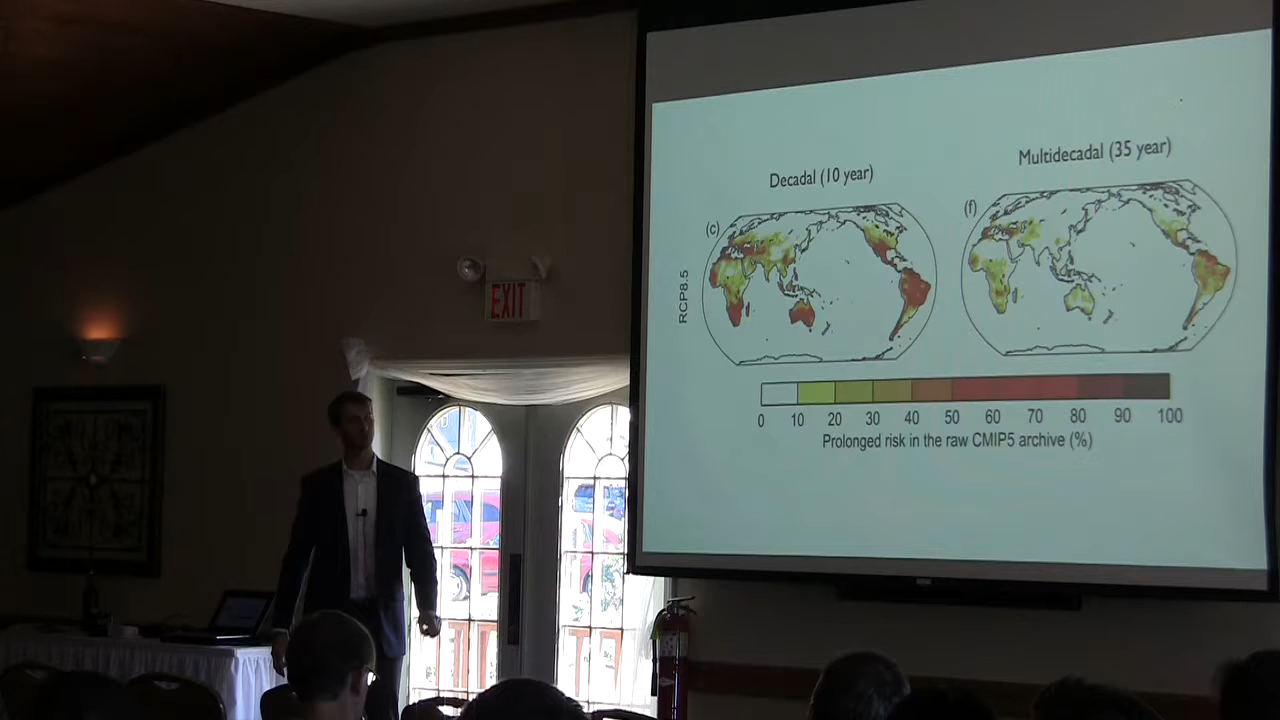 EXIT
Decadal (10 year)
Multidecadal (35 year)
(c)
(f)
RCP8.5
0 10 20 30 40 50 60 70 80 90 100
Prolonged risk in the raw CMIP5 archive (%)